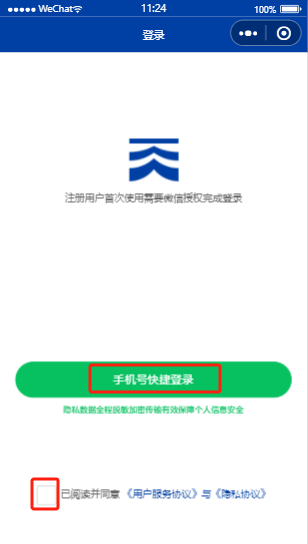 WeChat 11:24 100%
登录
注册用户首次使用需要微信授权完成登录
手机号快捷登录
隐私数据全程脱敏加密传输有效保障个人信息安全
已阅读并同意 《用户服务协议》与《隐私协议》